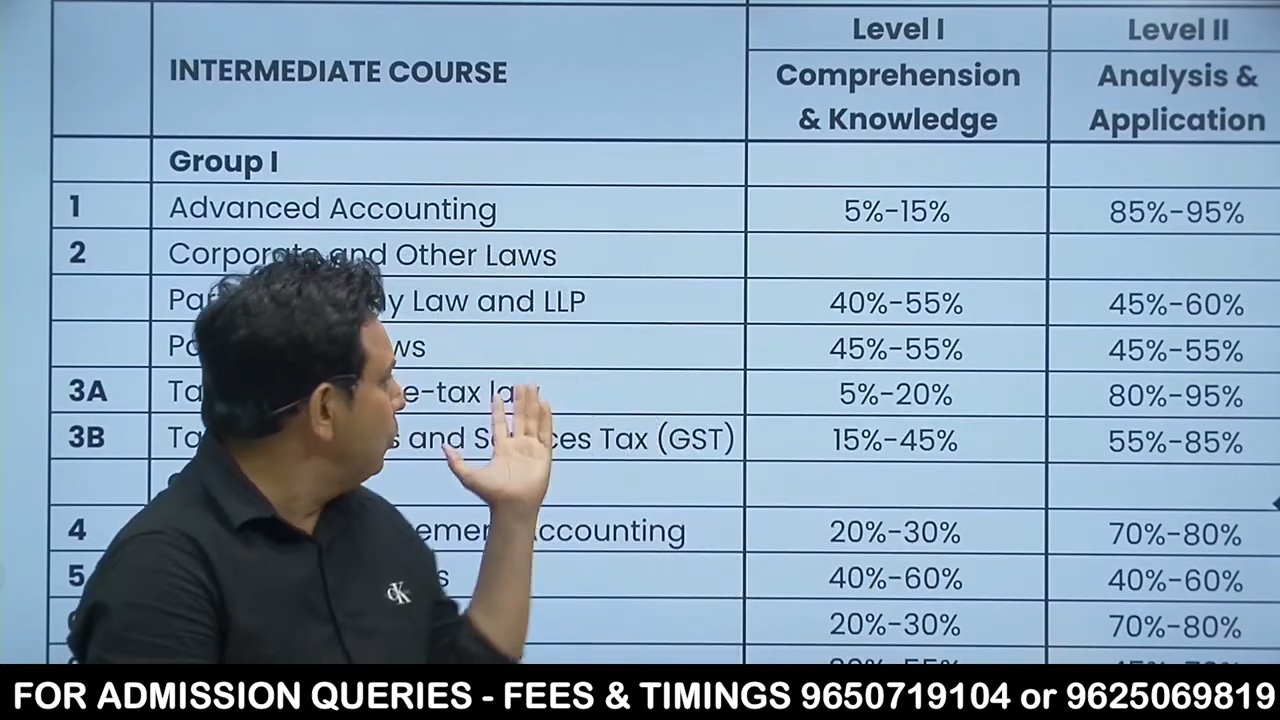 Level I Level II
INTERMEDIATE COURSE
Comprehension & Knowledge Analysis & Application
Group I
1 Advanced Accounting 5%-15% 85%-95%
2 Corporate and Other Laws
Law and LLP 40%-55% 45%-60%
45%-55% 45%-55%
3A law 5%-20% 80%-95%
3B and Services Tax (GST) 15%-45% 55%-85%
4 Accounting 20%-30% 70%-80%
5 40%-60% 40%-60%
20%-30% 70%-80%
CK
FOR ADMISSION QUERIES - FEES & TIMINGS 9650719104 or 9625069819